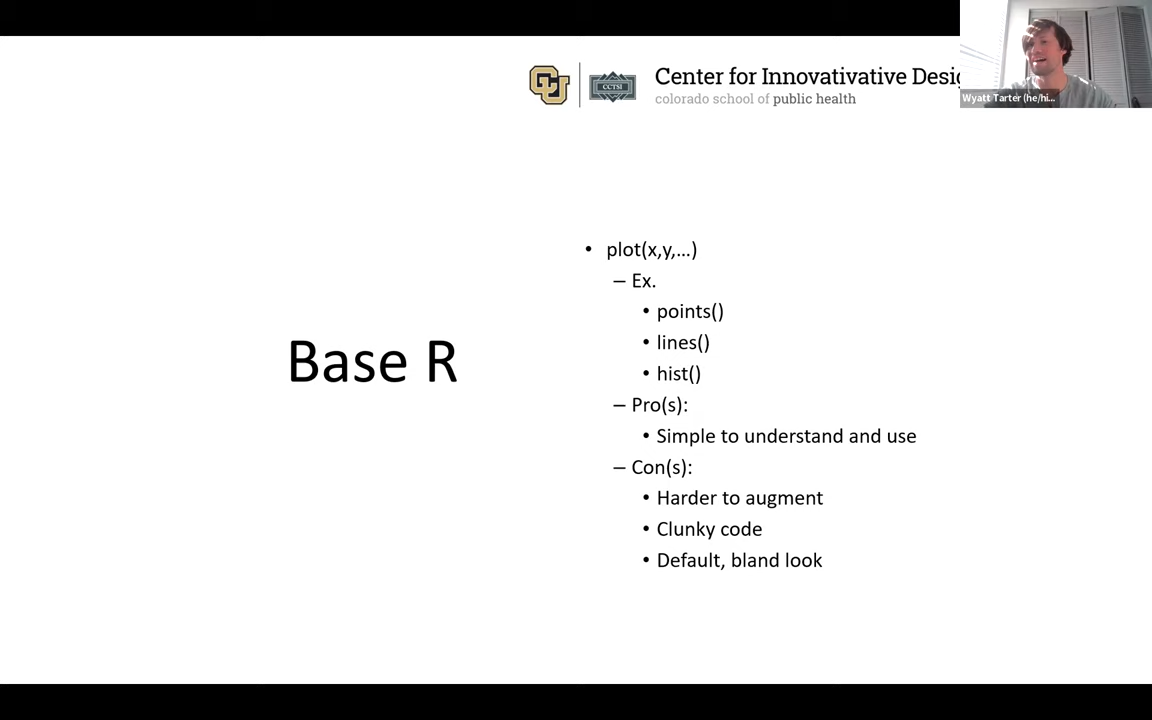 Center for Innovativative Desig
colorado school of public health
CCTSI
Wyatt Tarter (he/hi...
Base R
• plot(x,y,…)
– Ex.
• points()
• lines()
• hist()
– Pro(s):
• Simple to understand and use
– Con(s):
• Harder to augment
• Clunky code
• Default, bland look